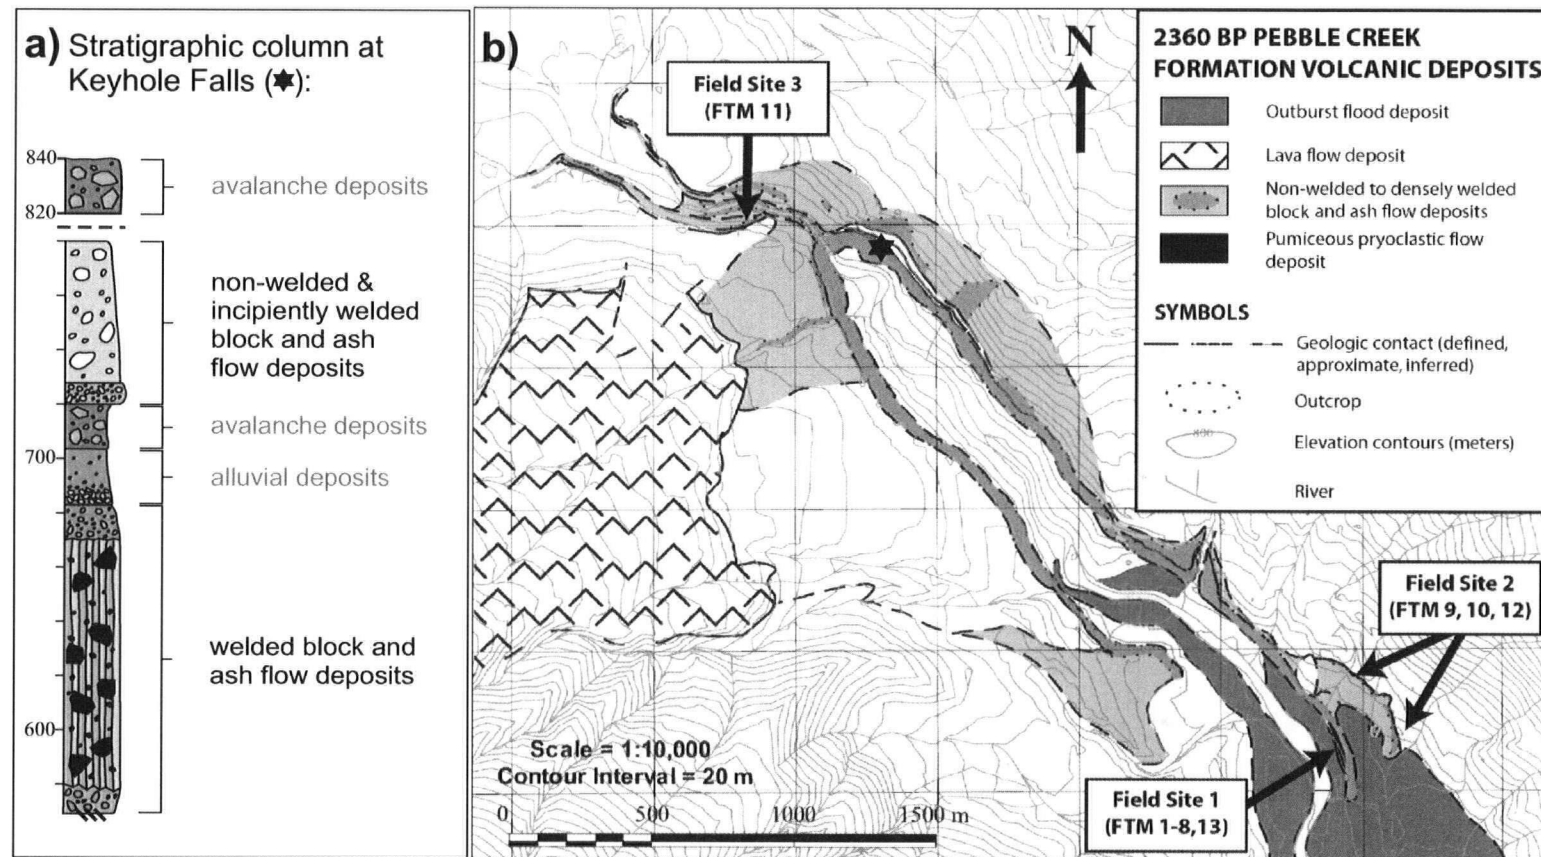 a) Stratigraphic column at
Keyhole Falls (✶):
840
820
700
600
avalanche deposits
non-welded &
incipiently welded
block and ash
flow deposits
avalanche deposits
alluvial deposits
welded block and
ash flow deposits
b)
Field Site 3
(FTM 11)
N
Field Site 2
(FTM 9, 10, 12)
Field Site 1
(FTM 1-8,13)
Scale = 1:10,000
Contour Interval = 20 m
0 500 1000 1500 m
2360 BP PEBBLE CREEK
FORMATION VOLCANIC DEPOSITS
Outburst flood deposit
Lava flow deposit
Non-welded to densely welded
block and ash flow deposits
Pumiceous pryoclastic flow
deposit
SYMBOLS
Geologic contact (defined,
approximate, inferred)
Outcrop
800
Elevation contours (meters)
River